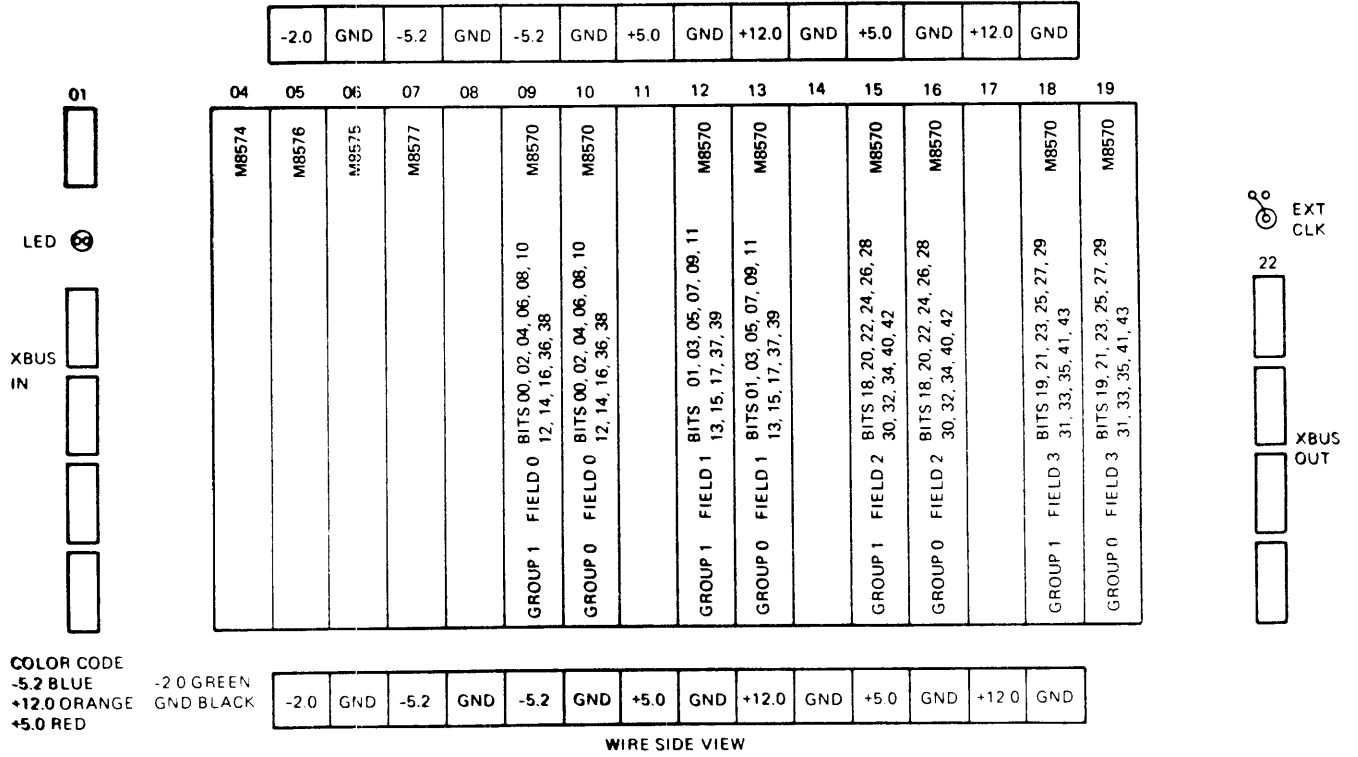 -2.0 GND -5.2 GND -5.2 GND +5.0 GND +12.0 GND +5.0 GND +12.0 GND
01 04 05 06 07 08 09 10 11 12 13 14 15 16 17 18 19
M8574 M8576 M8575 M8577 M8570 M8570 M8570 M8570 M8570 M8570 M8570 M8570
GROUP 1 FIELD 0 BITS 00, 02, 04, 06, 08, 10
12, 14, 16, 36, 38
GROUP 0 FIELD 0 BITS 00, 02, 04, 06, 08, 10
12, 14, 16, 36, 38
GROUP 1 FIELD 1 BITS 01, 03, 05, 07, 09, 11
13, 15, 17, 37, 39
GROUP 0 FIELD 1 BITS 01, 03, 05, 07, 09, 11
13, 15, 17, 37, 39
GROUP 1 FIELD 2 BITS 18, 20, 22, 24, 26, 28
30, 32, 34, 40, 42
GROUP 0 FIELD 2 BITS 18, 20, 22, 24, 26, 28
30, 32, 34, 40, 42
GROUP 1 FIELD 3 BITS 19, 21, 23, 25, 27, 29
31, 33, 35, 41, 43
GROUP 0 FIELD 3 BITS 19, 21, 23, 25, 27, 29
31, 33, 35, 41, 43
LED
XBUS
IN
EXT
CLK
22
XBUS
OUT
COLOR CODE
-5.2 BLUE -2.0 GREEN
+12.0 ORANGE GND BLACK
+5.0 RED
-2.0 GND -5.2 GND -5.2 GND +5.0 GND +12.0 GND +5.0 GND +12.0 GND
WIRE SIDE VIEW